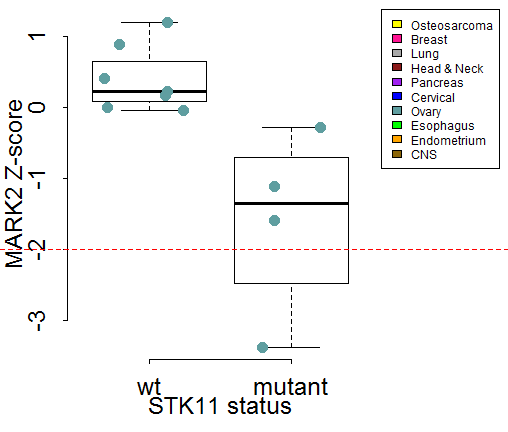 MARK2 Z-score
1
0
-1
-2
-3
wt mutant
STK11 status
Osteosarcoma
Breast
Lung
Head & Neck
Pancreas
Cervical
Ovary
Esophagus
Endometrium
CNS